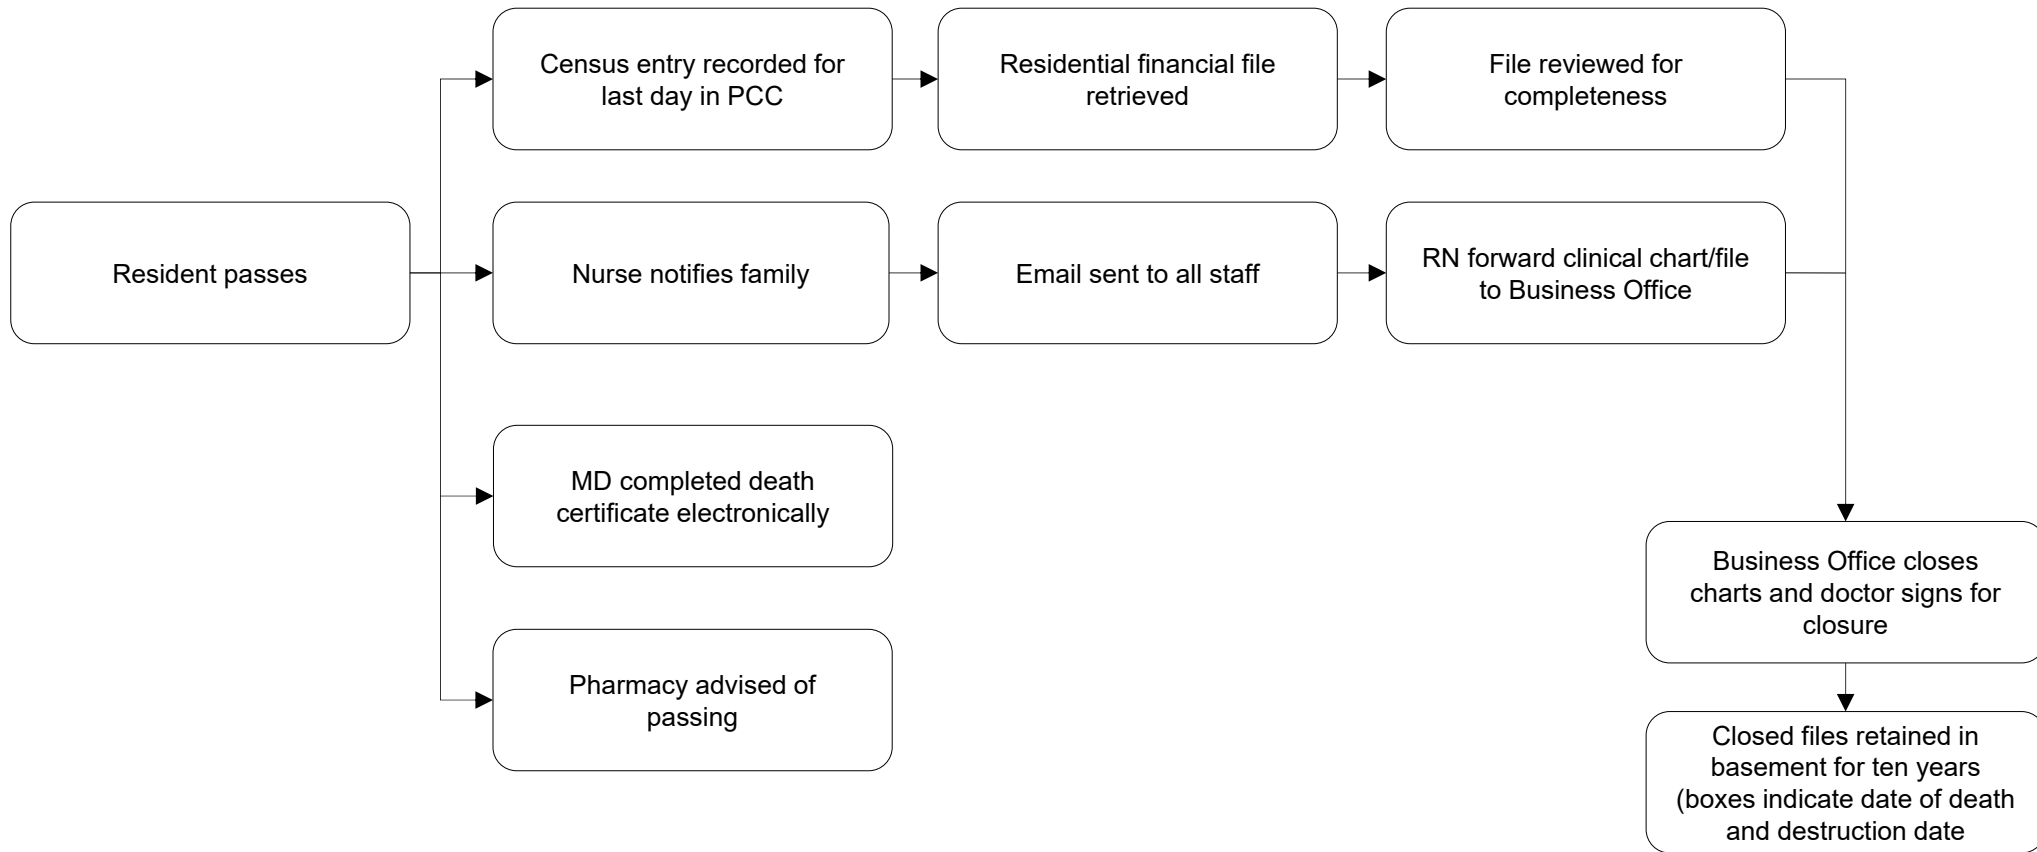 Census entry recorded for
last day in PCC
Residential financial file
retrieved
File reviewed for
completeness
Resident passes
Nurse notifies family
Email sent to all staff
RN forward clinical chart/file
to Business Office
MD completed death
certificate electronically
Business Office closes
charts and doctor signs for
closure
Pharmacy advised of
passing
Closed files retained in
basement for ten years
(boxes indicate date of death
and destruction date